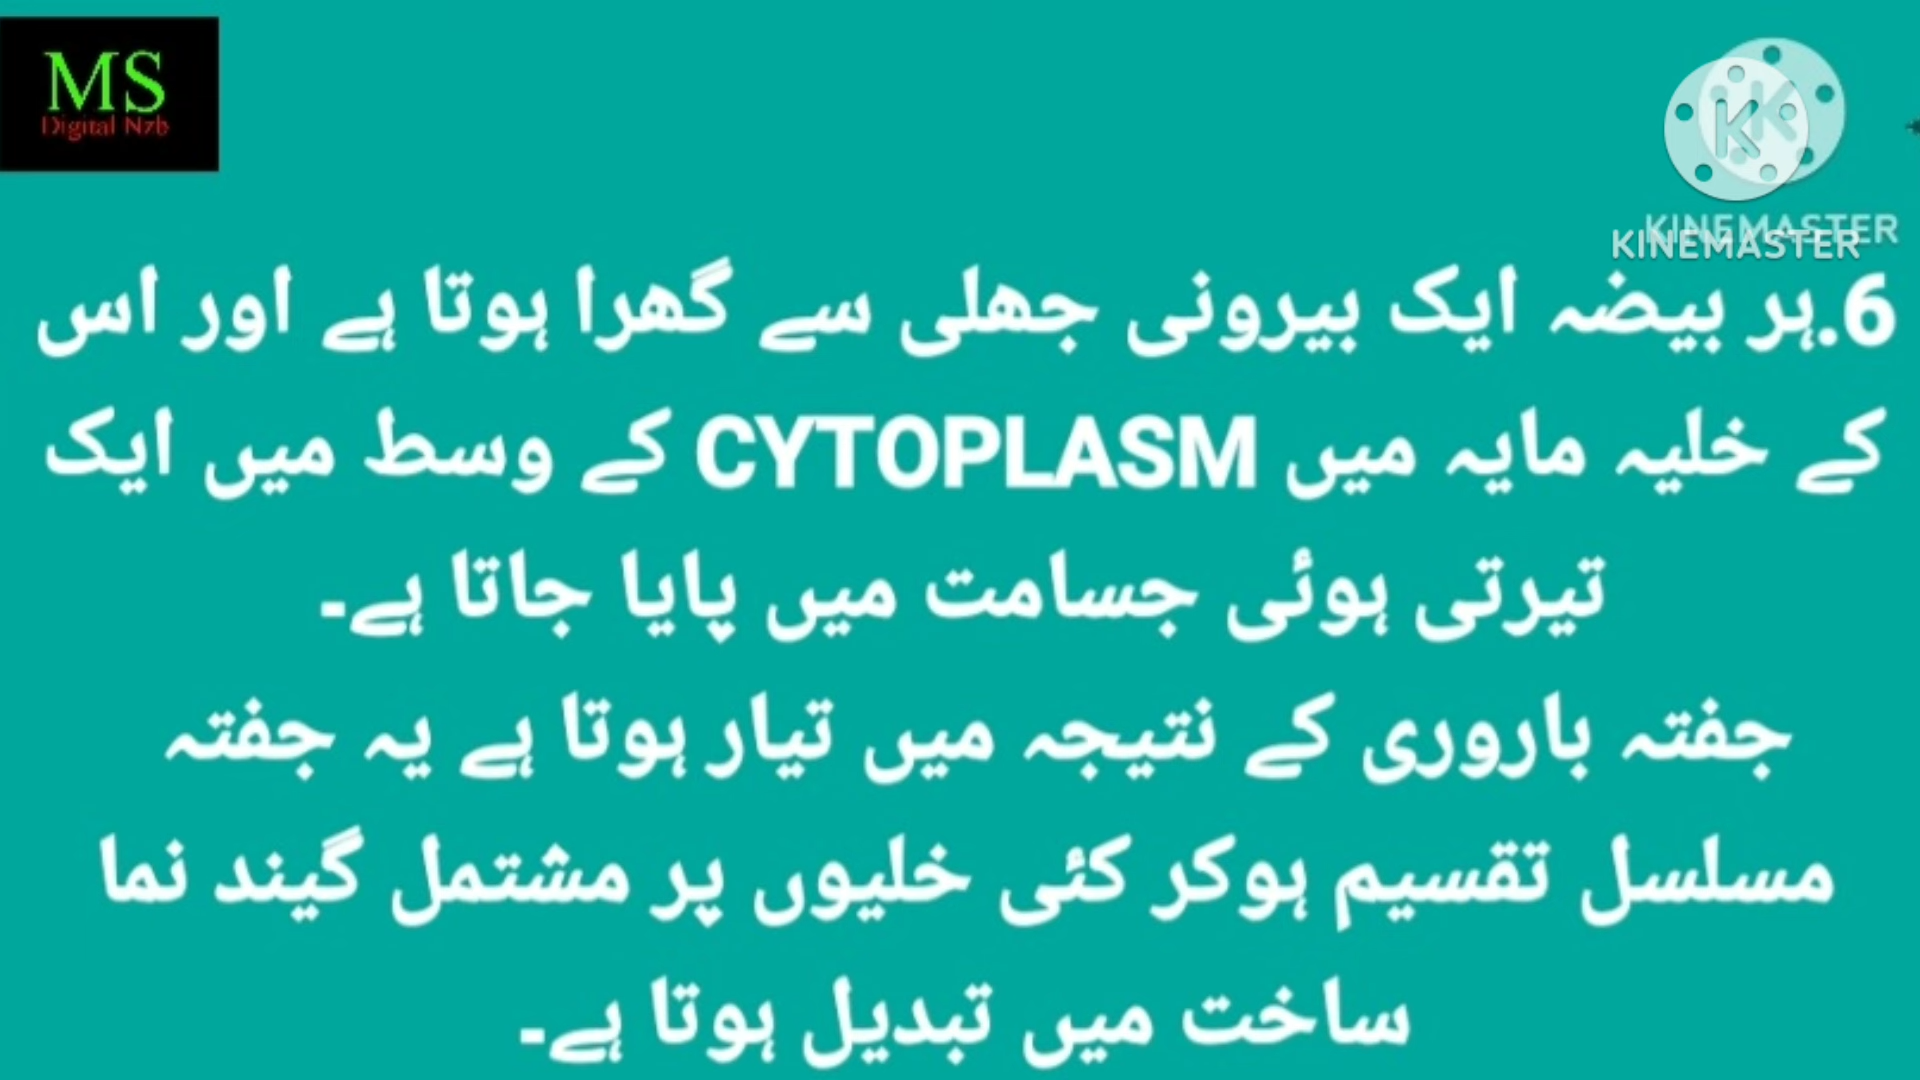 MS
Digital Nzb
KINEMASTER
KINEMASTER
6.ہر بیضہ ایک بیرونی جھلی سے گھرا ہوتا ہے اور اس
کے خلیہ مایہ میں CYTOPLASM کے وسط میں ایک
تیرتی ہوئی جسامت میں پایا جاتا ہے۔
جفتہ باروری کے نتیجہ میں تیار ہوتا ہے یہ جفتہ
مسلسل تقسیم ہوکر کئی خلیوں پر مشتمل گیند نما
ساخت میں تبدیل ہوتا ہے۔